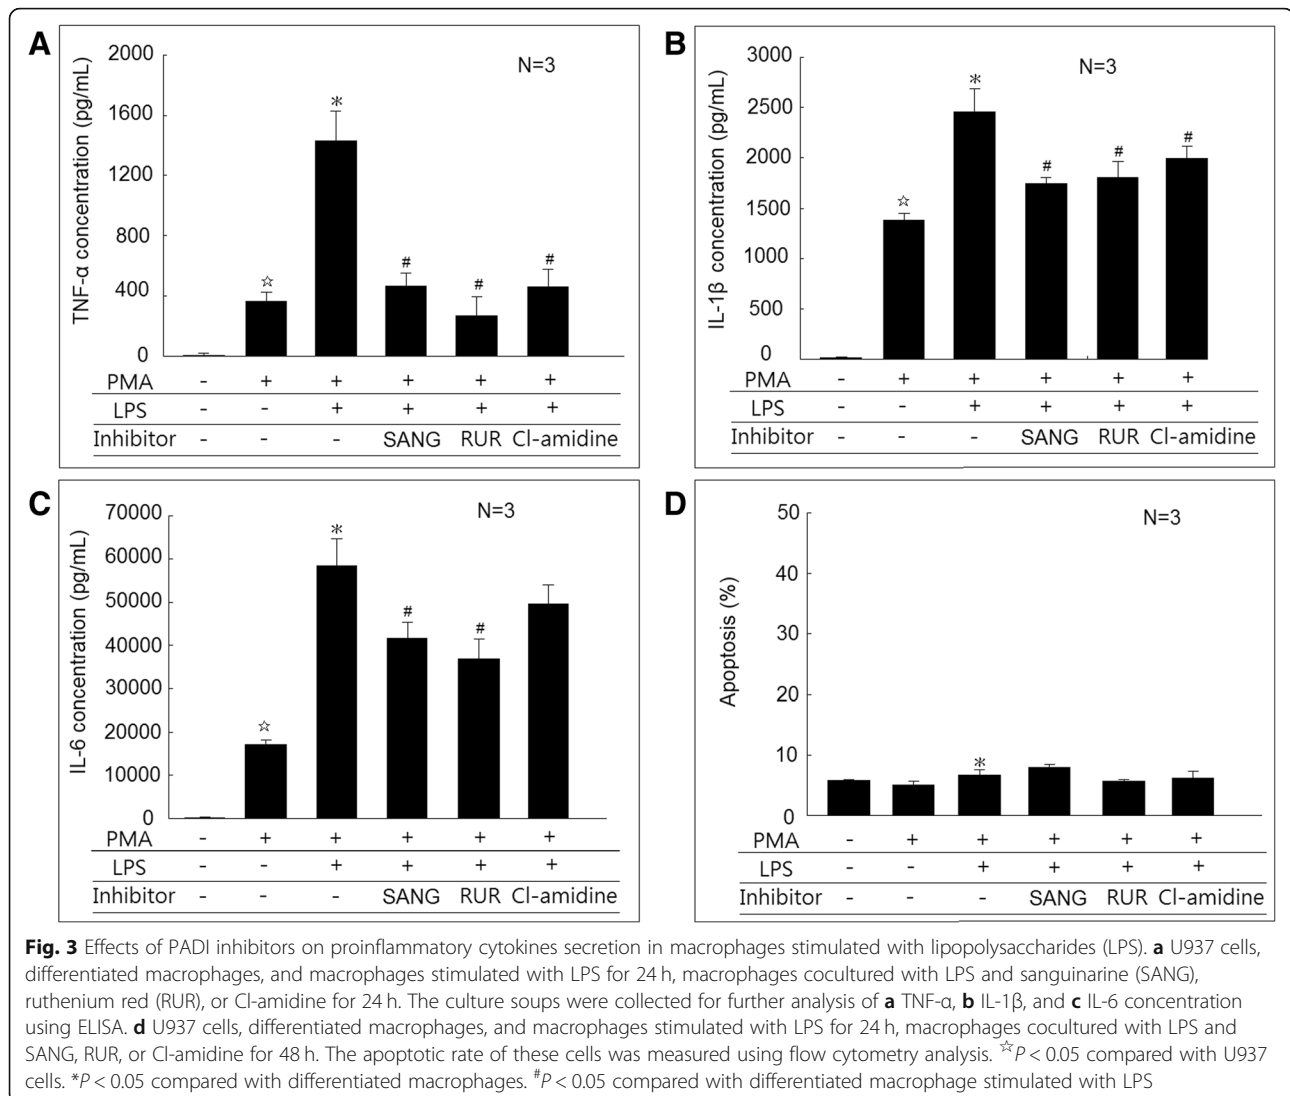 A
TNF-α concentration (pg/mL)
2000
1600
1200
800
400
0
N=3
☆
*
#
#
#
PMA - + + + + +
LPS - - + + + +
Inhibitor - - - SANG RUR Cl-amidine
B
IL-1β concentration (pg/mL)
3000
2500
2000
1500
1000
500
0
N=3
☆
*
#
#
#
PMA - + + + + +
LPS - - + + + +
Inhibitor - - - SANG RUR Cl-amidine
C
IL-6 concentration (pg/mL)
70000
60000
50000
40000
30000
20000
10000
0
N=3
☆
*
#
#
PMA - + + + + +
LPS - - + + + +
Inhibitor - - - SANG RUR Cl-amidine
D
Apoptosis (%)
50
40
30
20
10
0
N=3
*
PMA - + + + + +
LPS - - + + + +
Inhibitor - - - SANG RUR Cl-amidine
Fig. 3 Effects of PADI inhibitors on proinflammatory cytokines secretion in macrophages stimulated with lipopolysaccharides (LPS). a U937 cells,
differentiated macrophages, and macrophages stimulated with LPS for 24 h, macrophages cocultured with LPS and sanguinarine (SANG),
ruthenium red (RUR), or Cl-amidine for 24 h. The culture soups were collected for further analysis of a TNF-α, b IL-1β, and c IL-6 concentration
using ELISA. d U937 cells, differentiated macrophages, and macrophages stimulated with LPS for 24 h, macrophages cocultured with LPS and
SANG, RUR, or Cl-amidine for 48 h. The apoptotic rate of these cells was measured using flow cytometry analysis. ☆P < 0.05 compared with U937
cells. *P < 0.05 compared with differentiated macrophages. #P < 0.05 compared with differentiated macrophage stimulated with LPS